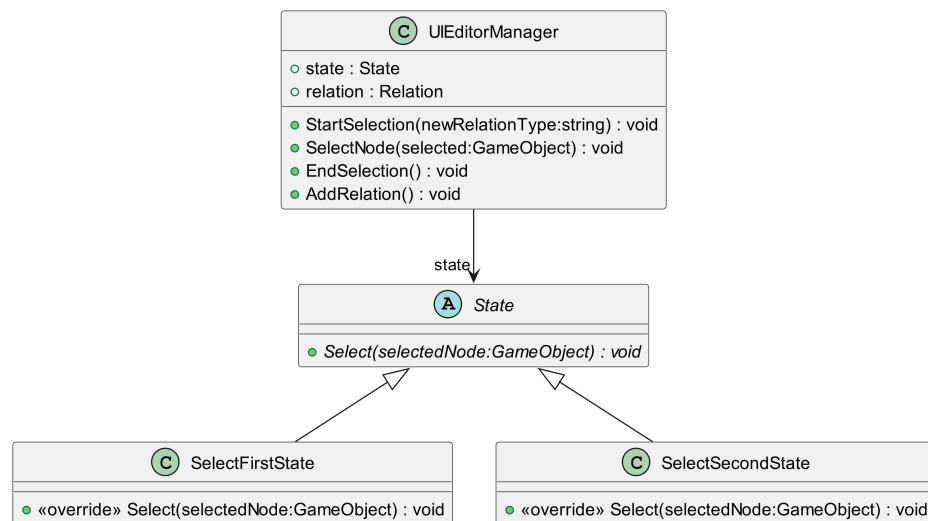 C UIEditorManager
state : State
relation : Relation
StartSelection(newRelationType:string) : void
SelectNode(selected:GameObject) : void
EndSelection() : void
AddRelation() : void
state
A State
Select(selectedNode:GameObject) : void
C SelectFirstState
«override» Select(selectedNode:GameObject) : void
C SelectSecondState
«override» Select(selectedNode:GameObject) : void